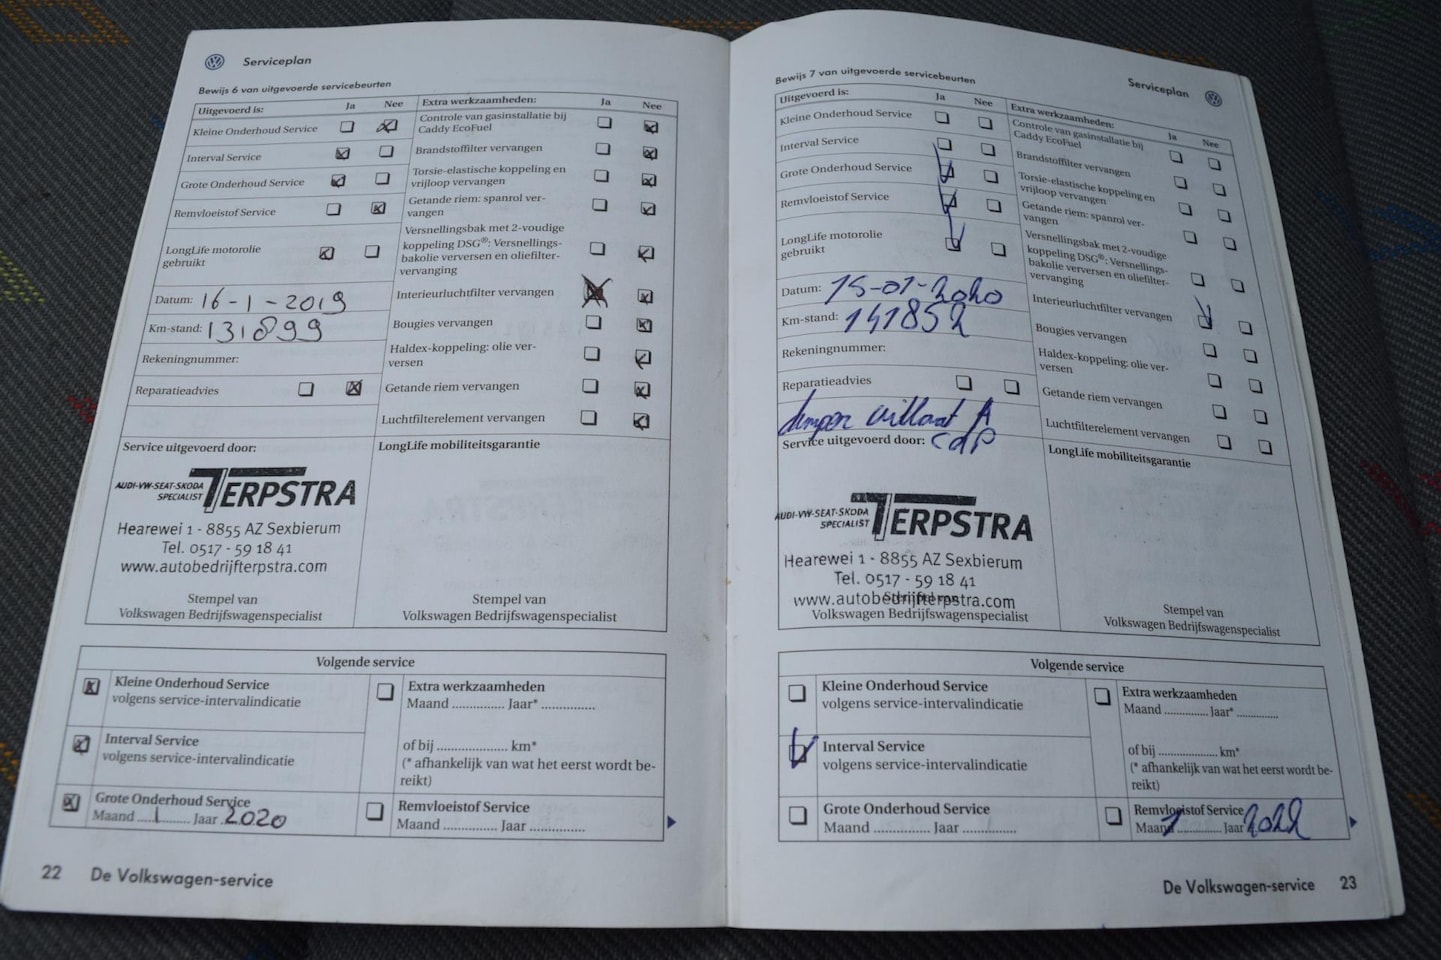 Serviceplan
Bewijs 6 van uitgevoerde servicebeurten
Uitgevoerd is: Ja Nee
Kleine Onderhoud Service
Interval Service
Grote Onderhoud Service
Remvloeistof Service
LongLife motorolie
gebruikt
Datum: 16-1-2019
Km-stand: 131899
Rekeningnummer:
Reparatieadvies
Extra werkzaamheden: Ja Nee
Controle van gasinstallatie bij
Caddy EcoFuel
Brandstoffilter vervangen
Torsie-elastische koppeling en
vrijloop vervangen
Getande riem: spanrol ver-
vangen
Versnellingsbak met 2-voudige
koppeling DSG®: Versnellings-
bakolie verversen en oliefilter-
vervanging
Interieurluchtfilter vervangen
Bougies vervangen
Haldex-koppeling: olie ver-
versen
Getande riem vervangen
Luchtfilterelement vervangen
Service uitgevoerd door:
AUDI-VW-SEAT-SKODA
SPECIALIST TERPSTRA
Hearewei 1 - 8855 AZ Sexbierum
Tel. 0517 - 59 18 41
www.autobedrijfterpstra.com
Stempel van
Volkswagen Bedrijfswagenspecialist
LongLife mobiliteitsgarantie
Stempel van
Volkswagen Bedrijfswagenspecialist
Volgende service
Kleine Onderhoud Service
volgens service-intervalindicatie
Interval Service
volgens service-intervalindicatie
Grote Onderhoud Service
Maand ....1........ Jaar .2020
Extra werkzaamheden
Maand ............. Jaar* ..............
of bij ................... km*
(* afhankelijk van wat het eerst wordt be-
reikt)
Remvloeistof Service
Maand ............. Jaar ..............
22 De Volkswagen-service
Serviceplan
Bewijs 7 van uitgevoerde servicebeurten
Uitgevoerd is: Ja Nee
Kleine Onderhoud Service
Interval Service
Grote Onderhoud Service
Remvloeistof Service
LongLife motorolie
gebruikt
Datum: 15-01-2020
Km-stand: 141852
Rekeningnummer:
Reparatieadvies
Extra werkzaamheden: Ja Nee
Controle van gasinstallatie bij
Caddy EcoFuel
Brandstoffilter vervangen
Torsie-elastische koppeling en
vrijloop vervangen
Getande riem: spanrol ver-
vangen
Versnellingsbak met 2-voudige
koppeling DSG®: Versnellings-
bakolie verversen en oliefilter-
vervanging
Interieurluchtfilter vervangen
Bougies vervangen
Haldex-koppeling: olie ver-
versen
Getande riem vervangen
Luchtfilterelement vervangen
Service uitgevoerd door:
AUDI-VW-SEAT-SKODA
SPECIALIST TERPSTRA
Hearewei 1 - 8855 AZ Sexbierum
Tel. 0517 - 59 18 41
www.autobedrijfterpstra.com
Stempel van
Volkswagen Bedrijfswagenspecialist
LongLife mobiliteitsgarantie
Stempel van
Volkswagen Bedrijfswagenspecialist
Volgende service
Kleine Onderhoud Service
volgens service-intervalindicatie
Interval Service
volgens service-intervalindicatie
Grote Onderhoud Service
Maand ............. Jaar ..............
Extra werkzaamheden
Maand ............. Jaar* .............
of bij ................... km*
(* afhankelijk van wat het eerst wordt be-
reikt)
Remvloeistof Service
Maand 1........... Jaar 2022
De Volkswagen-service 23